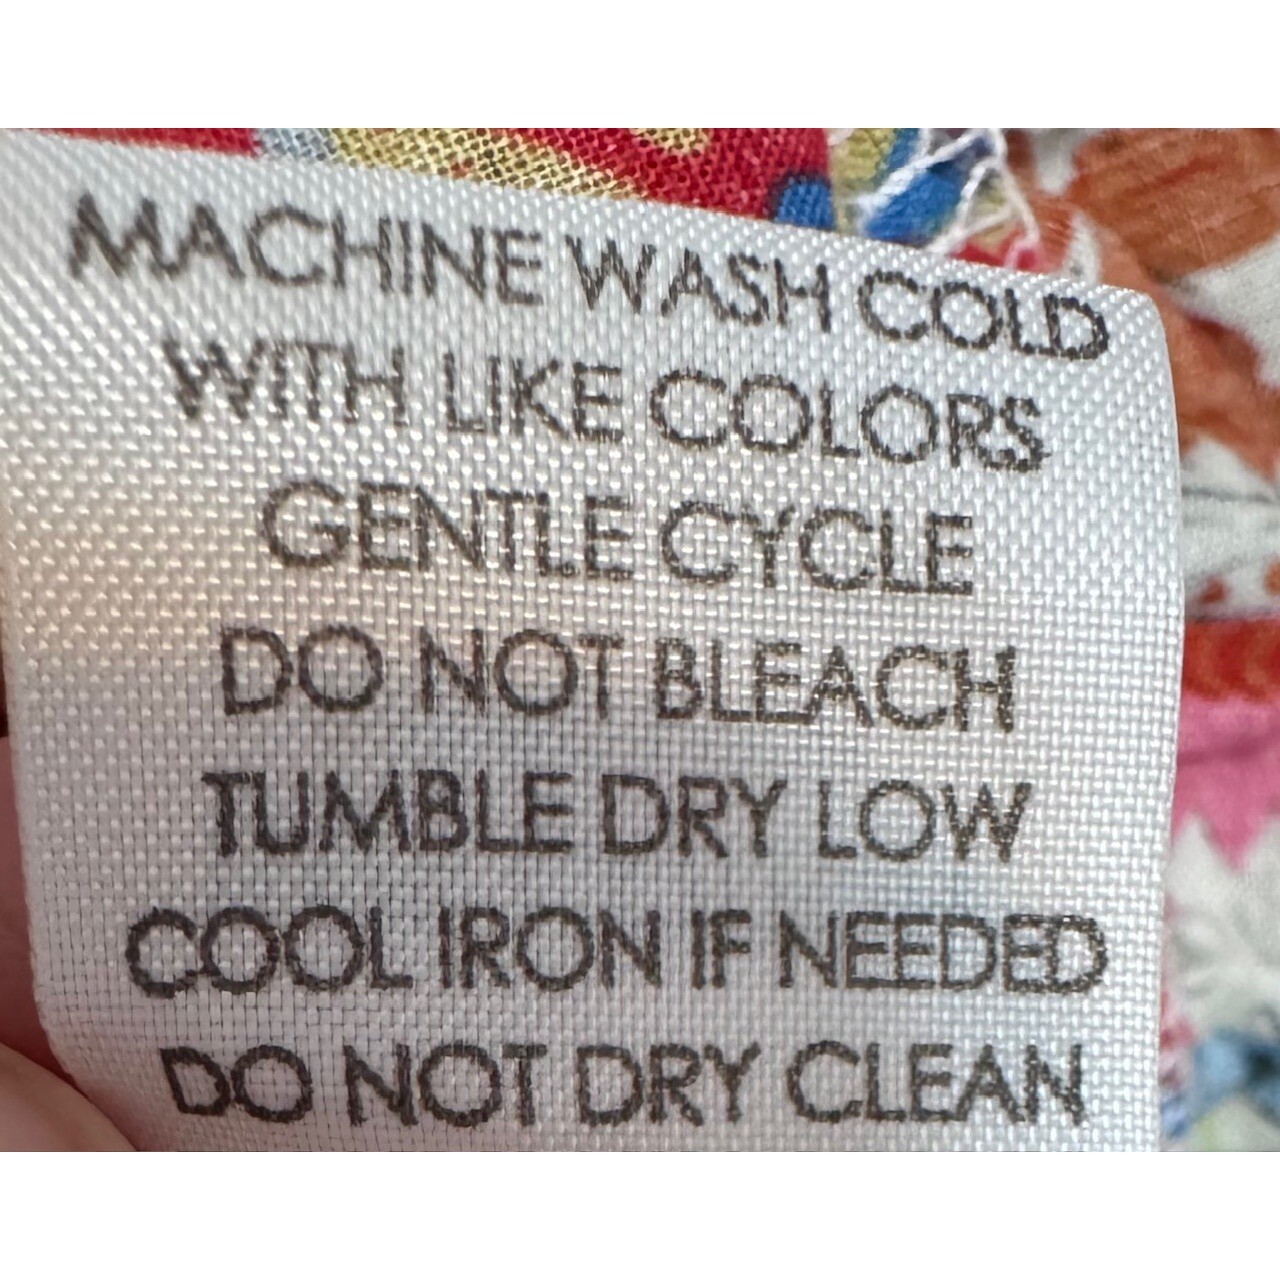 MACHINE WASH COLD
WITH LIKE COLORS
GENTLE CYCLE
DO NOT BLEACH
TUMBLE DRY LOW
COOL IRON IF NEEDED
DO NOT DRY CLEAN